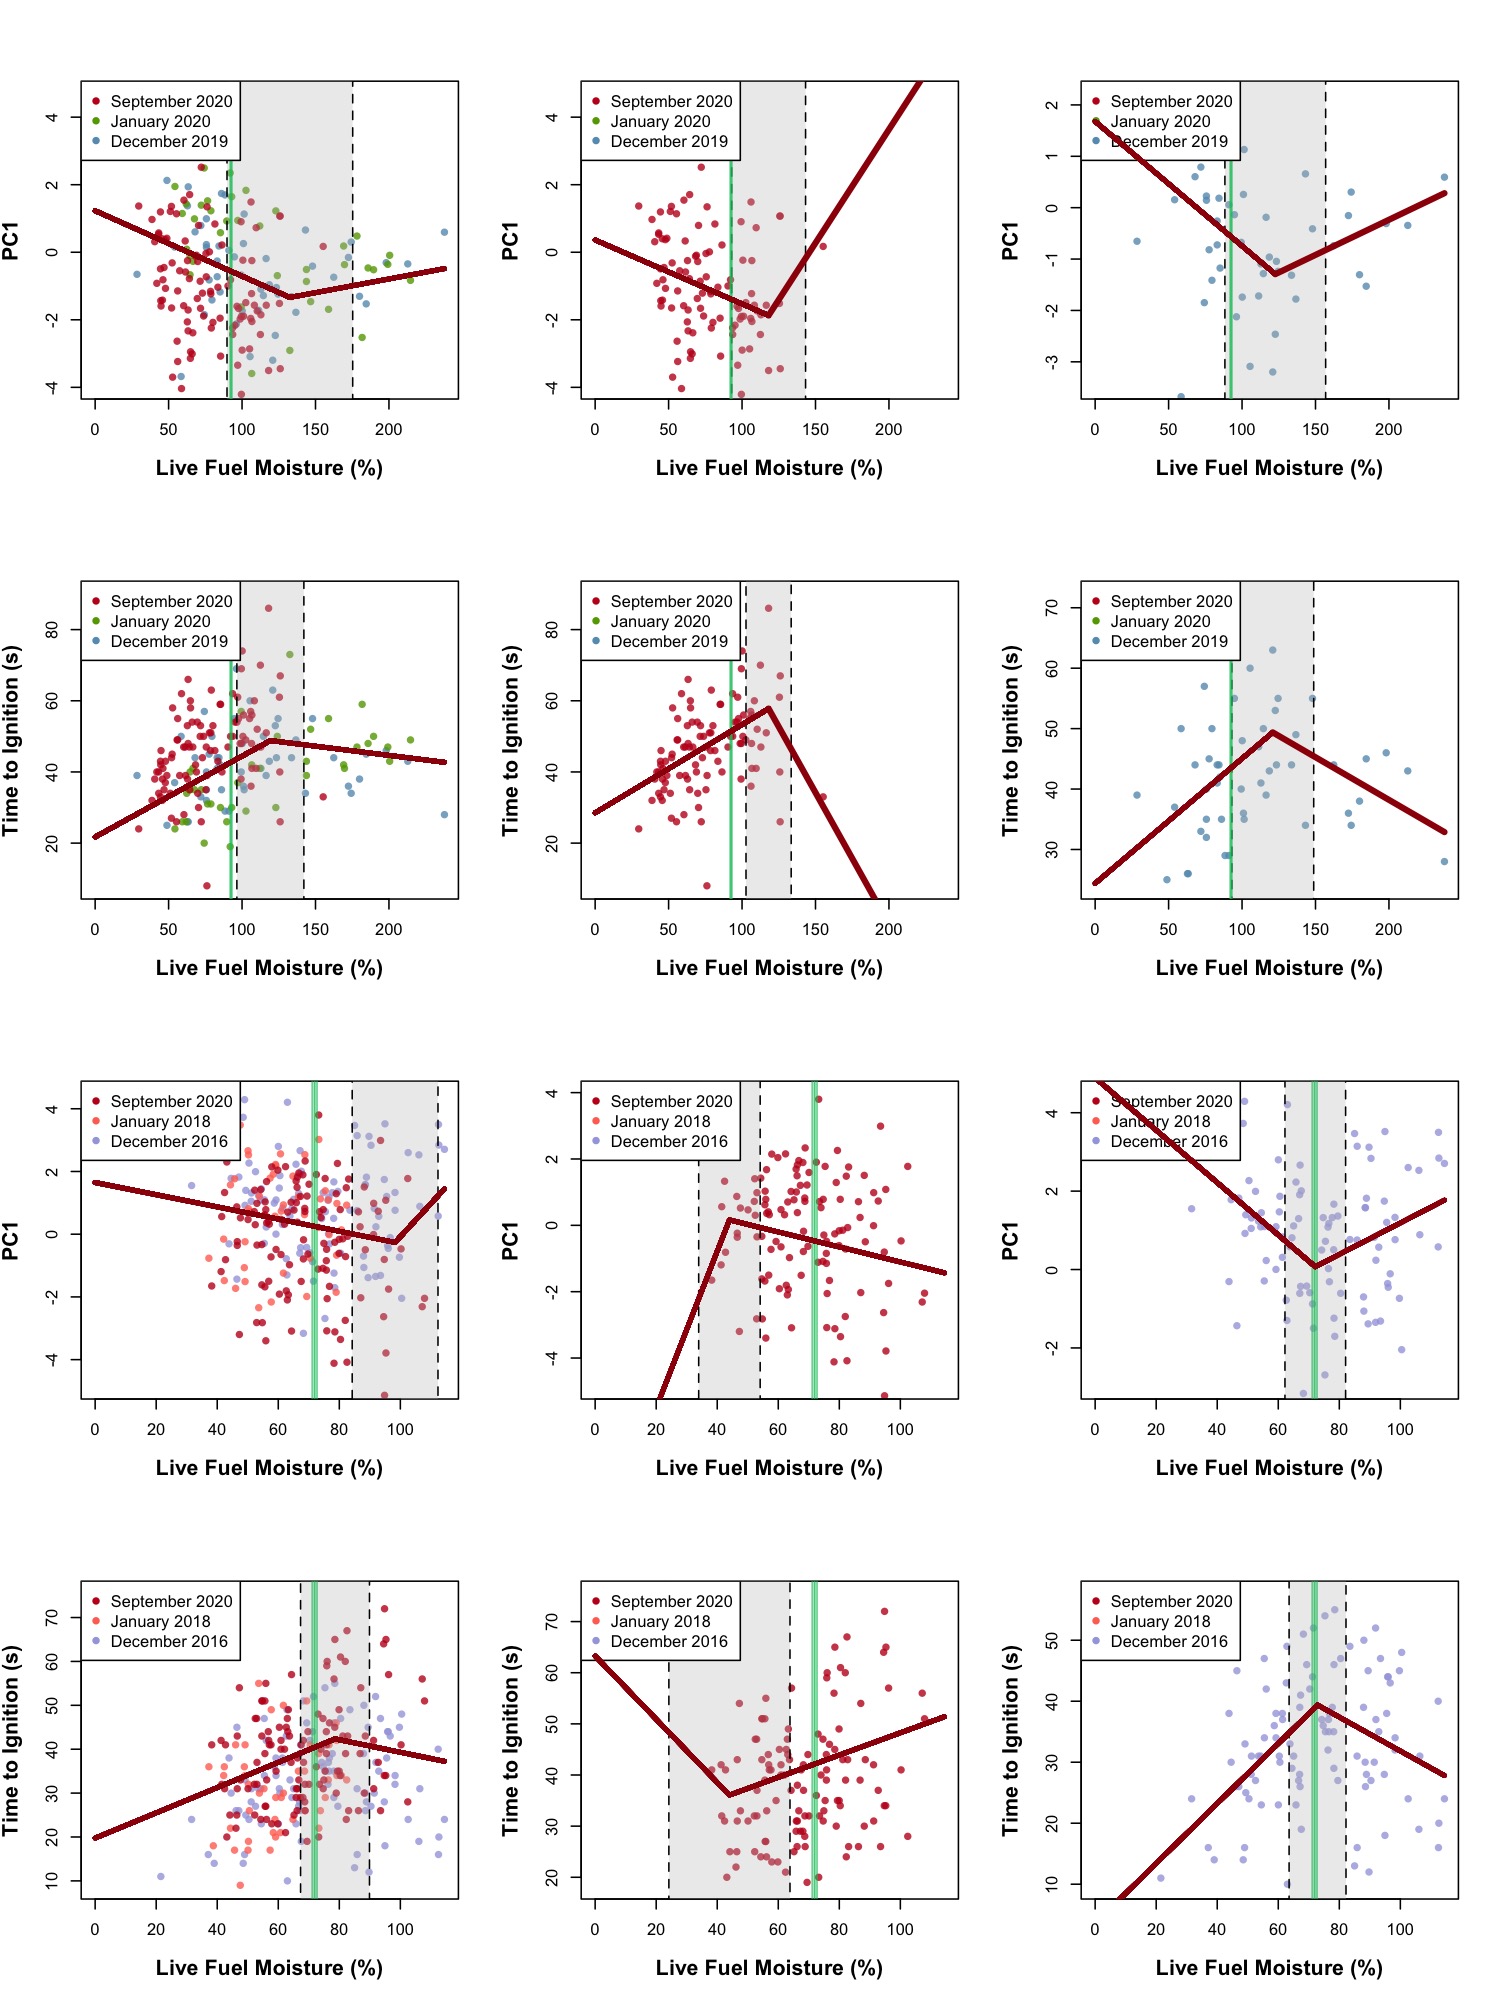 September 2020
January 2020
December 2019
PC1
4
2
0
-2
-4
0 50 100 150 200
Live Fuel Moisture (%)
September 2020
January 2020
December 2019
PC1
4
2
0
-2
-4
0 50 100 150 200
Live Fuel Moisture (%)
September 2020
January 2020
December 2019
PC1
2
1
0
-1
-2
-3
0 50 100 150 200
Live Fuel Moisture (%)
September 2020
January 2020
December 2019
Time to Ignition (s)
80
60
40
20
0 50 100 150 200
Live Fuel Moisture (%)
September 2020
January 2020
December 2019
Time to Ignition (s)
80
60
40
20
0 50 100 150 200
Live Fuel Moisture (%)
September 2020
January 2020
December 2019
Time to Ignition (s)
70
60
50
40
30
0 50 100 150 200
Live Fuel Moisture (%)
September 2020
January 2018
December 2016
PC1
4
2
0
-2
-4
0 20 40 60 80 100
Live Fuel Moisture (%)
September 2020
January 2018
December 2016
PC1
4
2
0
-2
-4
0 20 40 60 80 100
Live Fuel Moisture (%)
September 2020
January 2018
December 2016
PC1
4
2
0
-2
0 20 40 60 80 100
Live Fuel Moisture (%)
September 2020
January 2018
December 2016
Time to Ignition (s)
70
60
50
40
30
20
10
0 20 40 60 80 100
Live Fuel Moisture (%)
September 2020
January 2018
December 2016
Time to Ignition (s)
70
60
50
40
30
20
0 20 40 60 80 100
Live Fuel Moisture (%)
September 2020
January 2018
December 2016
Time to Ignition (s)
50
40
30
20
10
0 20 40 60 80 100
Live Fuel Moisture (%)